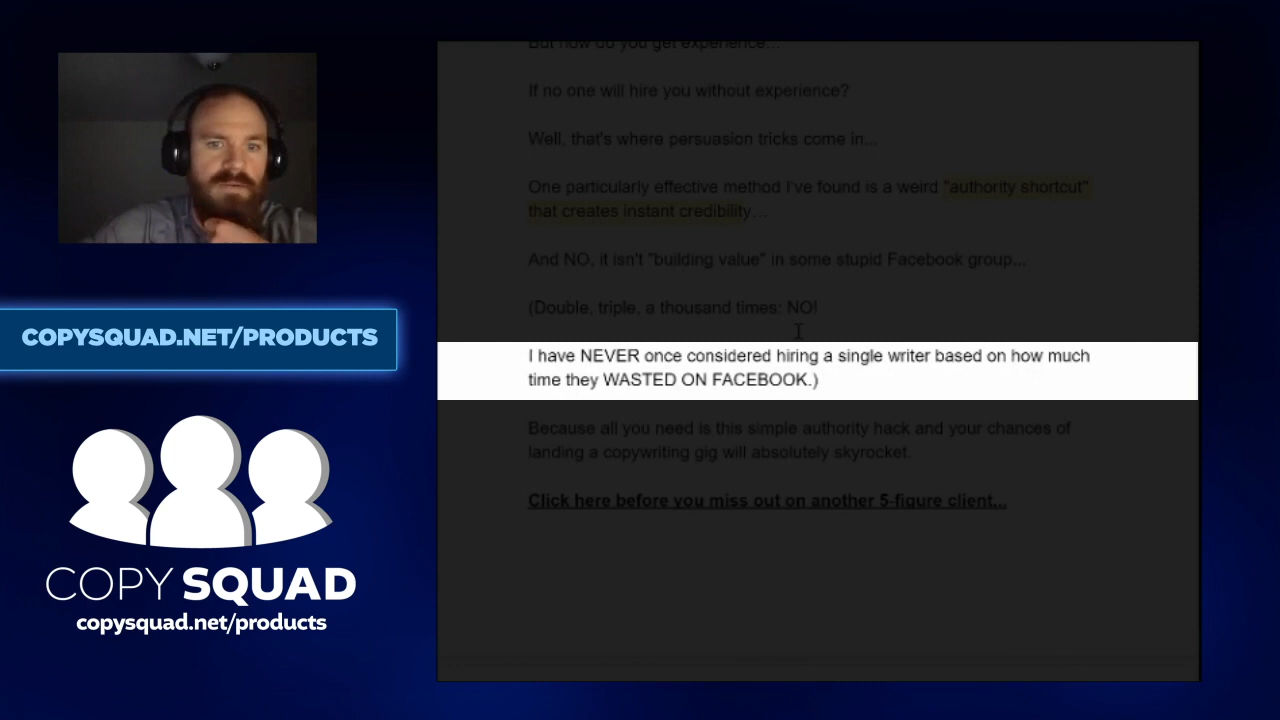 But how do you get experience...
If no one will hire you without experience?
Well, that's where persuasion tricks come in...
One particularly effective method I've found is a weird "authority shortcut"
that creates instant credibility...
And NO, it isn't "building value" in some stupid Facebook group...
(Double, triple, a thousand times: NO!
I have NEVER once considered hiring a single writer based on how much
time they WASTED ON FACEBOOK.)
Because all you need is this simple authority hack and your chances of
landing a copywriting gig will absolutely skyrocket.
Click here before you miss out on another 5-figure client...
COPYSQUAD.NET/PRODUCTS
COPY SQUAD
copysquad.net/products